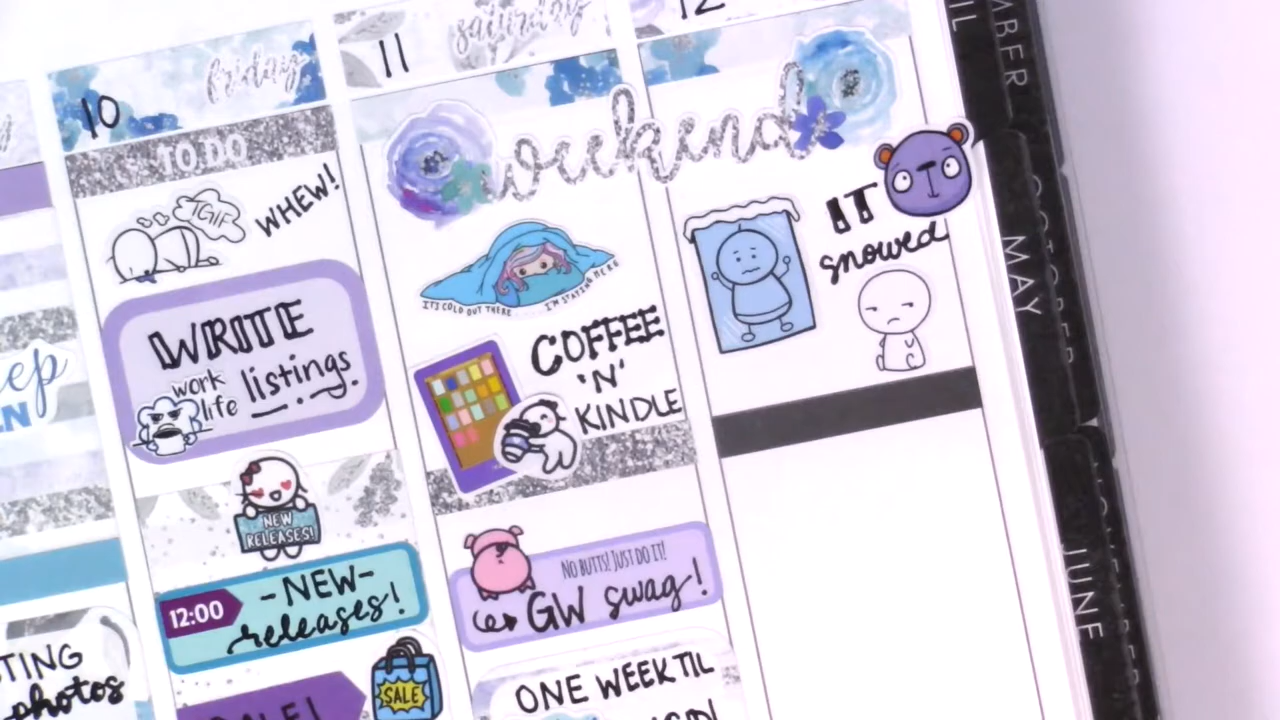 10
friday
TO DO
TGIF
WHEW!
WRITE
listings.
work
life
NEW
RELEASES!
12:00
-NEW-
releases!
SALE
11
saturday
12
weekend
IT'S COLD OUT THERE
I'M STAYING HERE
COFFEE
'N'
KINDLE
NO BUTTS! JUST DO IT!
GW swag!
ONE WEEK TIL
IT
snowed
photos
MAY
OCTOBER
JUNE